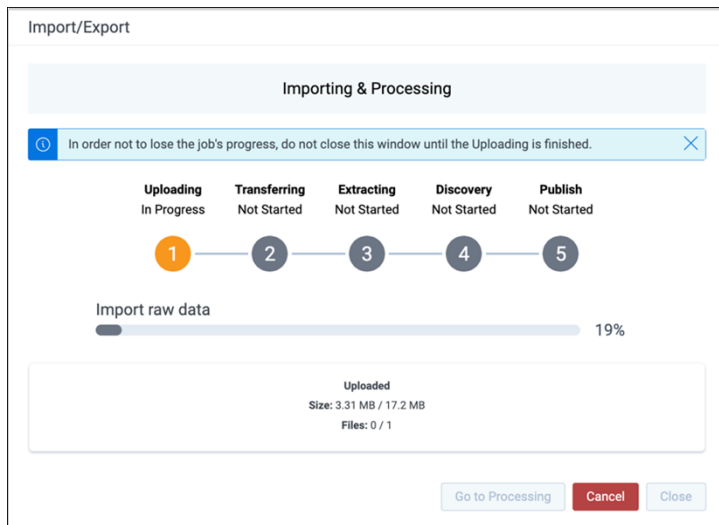 Import/Export
Importing & Processing
In order not to lose the job's progress, do not close this window until the Uploading is finished.
Uploading Transferring Extracting Discovery Publish
In Progress Not Started Not Started Not Started Not Started
1 2 3 4 5
Import raw data
19%
Uploaded
Size: 3.31 MB / 17.2 MB
Files: 0 / 1
Go to Processing Cancel Close